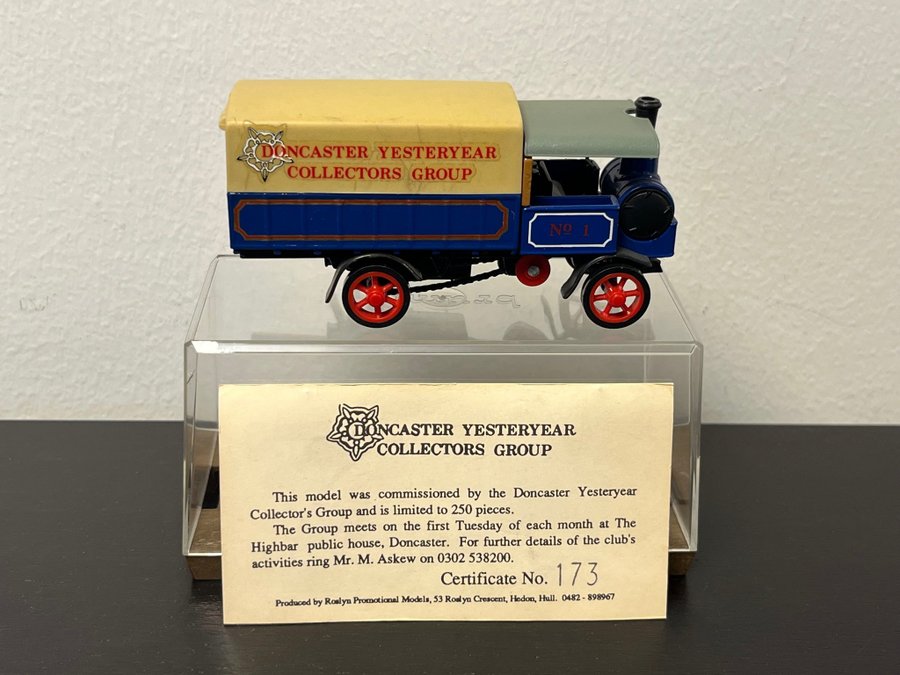 DONCASTER YESTERYEAR
COLLECTORS GROUP
Nº 1
DONCASTER YESTERYEAR
COLLECTORS GROUP
This model was commissioned by the Doncaster Yesteryear
Collector's Group and is limited to 250 pieces.
The Group meets on the first Tuesday of each month at The
Highbar public house, Doncaster. For further details of the club's
activities ring Mr. M. Askew on 0302 538200.
Certificate No. 173
Produced by Roslyn Promotional Models, 53 Roslyn Crescent, Hedon, Hull. 0482 - 898967